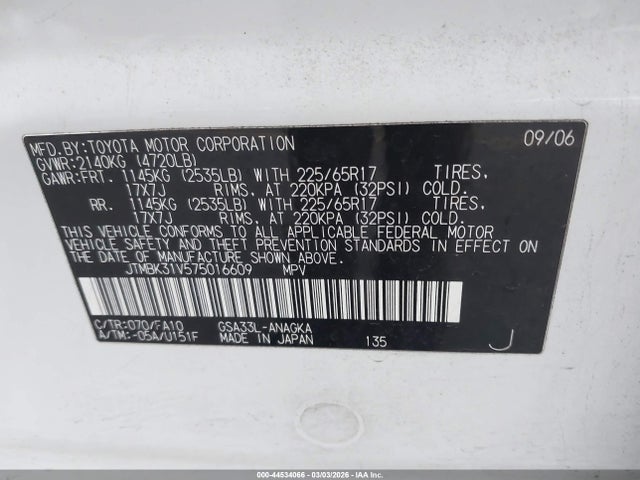 MFD.BY:TOYOTA MOTOR CORPORATION 09/06
GVWR:2140KG (4720LB)
GAWR:FRT. 1145KG (2535LB) WITH 225/65R17 TIRES,
17X7J RIMS, AT 220KPA (32PSI) COLD.
RR. 1145KG (2535LB) WITH 225/65R17 TIRES,
17X7J RIMS, AT 220KPA (32PSI) COLD.
THIS VEHICLE CONFORMS TO ALL APPLICABLE FEDERAL MOTOR
VEHICLE SAFETY AND THEFT PREVENTION STANDARDS IN EFFECT ON
THE DATE OF MANUFACTURE SHOWN ABOVE.
JTMBK31V575016609 MPV
C/TR:070/FA10 GSA33L-ANAGKA
A/TM:-05A/U151F MADE IN JAPAN 135 J
000-44534066 - 03/03/2026 - IAA Inc.